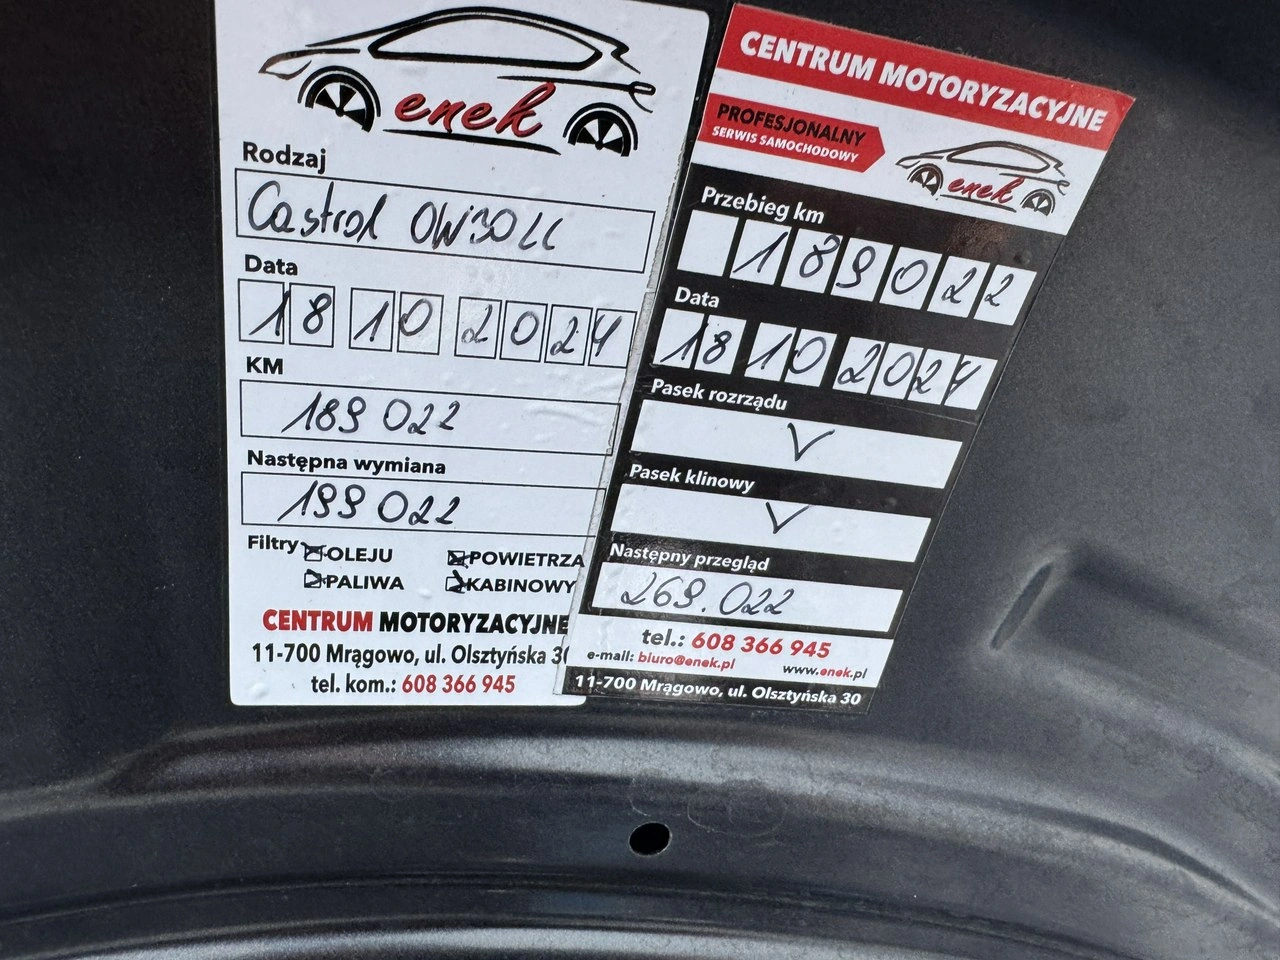 enek
Rodzaj
Castrol 0W30 LL
Data
18 10 2024
KM
189 022
Następna wymiana
199 022
Filtry OLEJU POWIETRZA
PALIWA KABINOWY
CENTRUM MOTORYZACYJNE
11-700 Mrągowo, ul. Olsztyńska 30
tel. kom.: 608 366 945
CENTRUM MOTORYZACYJNE
PROFESJONALNY
SERWIS SAMOCHODOWY
enek
Przebieg km
189022
Data
18 10 2024
Pasek rozrządu
Pasek klinowy
Następny przegląd
269.022
tel.: 608 366 945
e-mail: biuro@enek.pl www.enek.pl
11-700 Mrągowo, ul. Olsztyńska 30